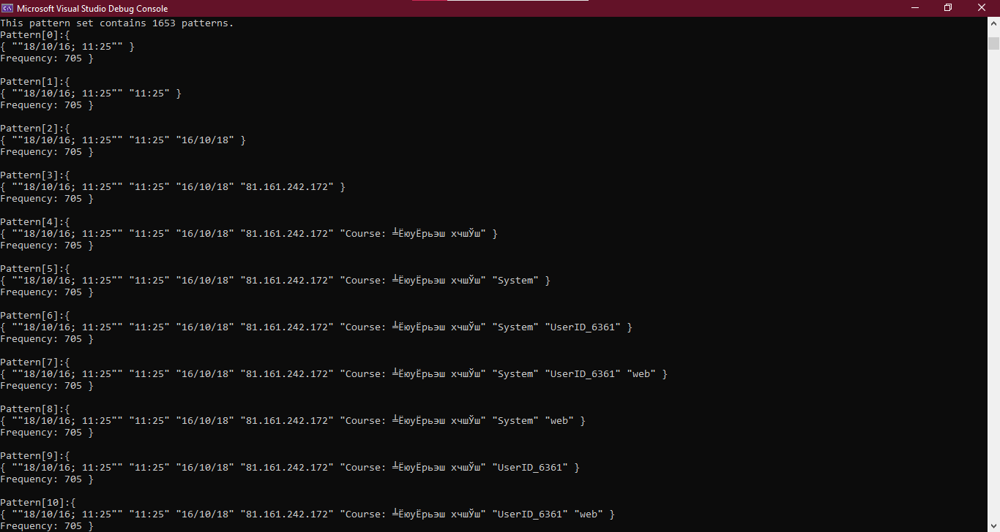 Microsoft Visual Studio Debug Console
This pattern set contains 1653 patterns.
Pattern[0]:{
{ ""18/10/16; 11:25"" }
Frequency: 705 }
Pattern[1]:{
{ ""18/10/16; 11:25"" "11:25" }
Frequency: 705 }
Pattern[2]:{
{ ""18/10/16; 11:25"" "11:25" "16/10/18" }
Frequency: 705 }
Pattern[3]:{
{ ""18/10/16; 11:25"" "11:25" "16/10/18" "81.161.242.172" }
Frequency: 705 }
Pattern[4]:{
{ ""18/10/16; 11:25"" "11:25" "16/10/18" "81.161.242.172" "Course: ╧ЁюуЁрьэш хчшЎш" }
Frequency: 705 }
Pattern[5]:{
{ ""18/10/16; 11:25"" "11:25" "16/10/18" "81.161.242.172" "Course: ╧ЁюуЁрьэш хчшЎш" "System" }
Frequency: 705 }
Pattern[6]:{
{ ""18/10/16; 11:25"" "11:25" "16/10/18" "81.161.242.172" "Course: ╧ЁюуЁрьэш хчшЎш" "System" "UserID_6361" }
Frequency: 705 }
Pattern[7]:{
{ ""18/10/16; 11:25"" "11:25" "16/10/18" "81.161.242.172" "Course: ╧ЁюуЁрьэш хчшЎш" "System" "UserID_6361" "web" }
Frequency: 705 }
Pattern[8]:{
{ ""18/10/16; 11:25"" "11:25" "16/10/18" "81.161.242.172" "Course: ╧ЁюуЁрьэш хчшЎш" "System" "web" }
Frequency: 705 }
Pattern[9]:{
{ ""18/10/16; 11:25"" "11:25" "16/10/18" "81.161.242.172" "Course: ╧ЁюуЁрьэш хчшЎш" "UserID_6361" }
Frequency: 705 }
Pattern[10]:{
{ ""18/10/16; 11:25"" "11:25" "16/10/18" "81.161.242.172" "Course: ╧ЁюуЁрьэш хчшЎш" "UserID_6361" "web" }
Frequency: 705 }